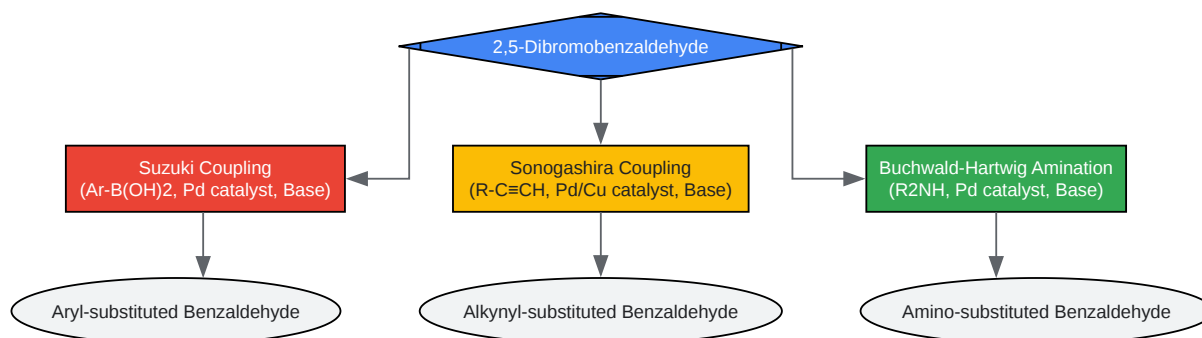 2,5-Dibromobenzaldehyde
Suzuki Coupling
(Ar-B(OH)2, Pd catalyst, Base)
Sonogashira Coupling
(R-C≡CH, Pd/Cu catalyst, Base)
Buchwald-Hartwig Amination
(R2NH, Pd catalyst, Base)
Aryl-substituted Benzaldehyde
Alkynyl-substituted Benzaldehyde
Amino-substituted Benzaldehyde